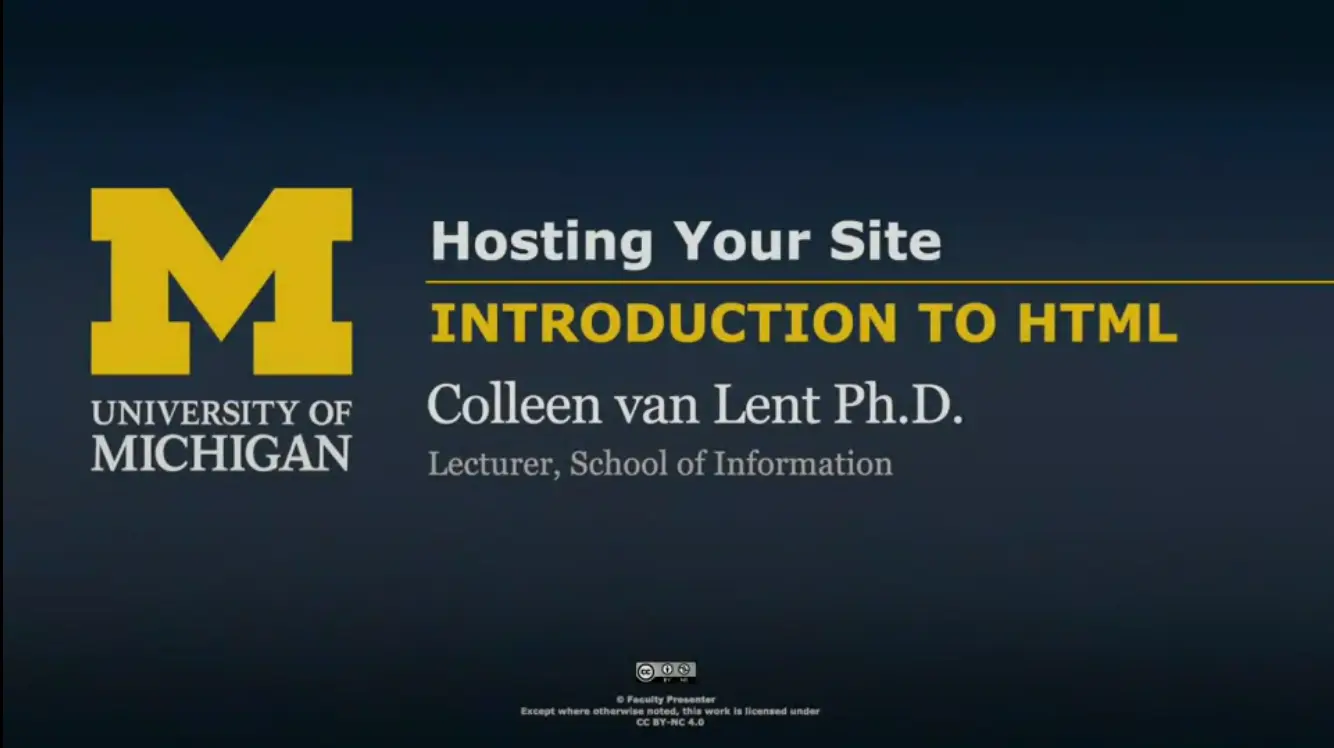 Hosting Your Site
INTRODUCTION TO HTML
Colleen van Lent Ph.D.
Lecturer, School of Information
M
UNIVERSITY OF
MICHIGAN
cc
BY NC
© Faculty Presenter
Except where otherwise noted, this work is licensed under
CC BY-NC 4.0